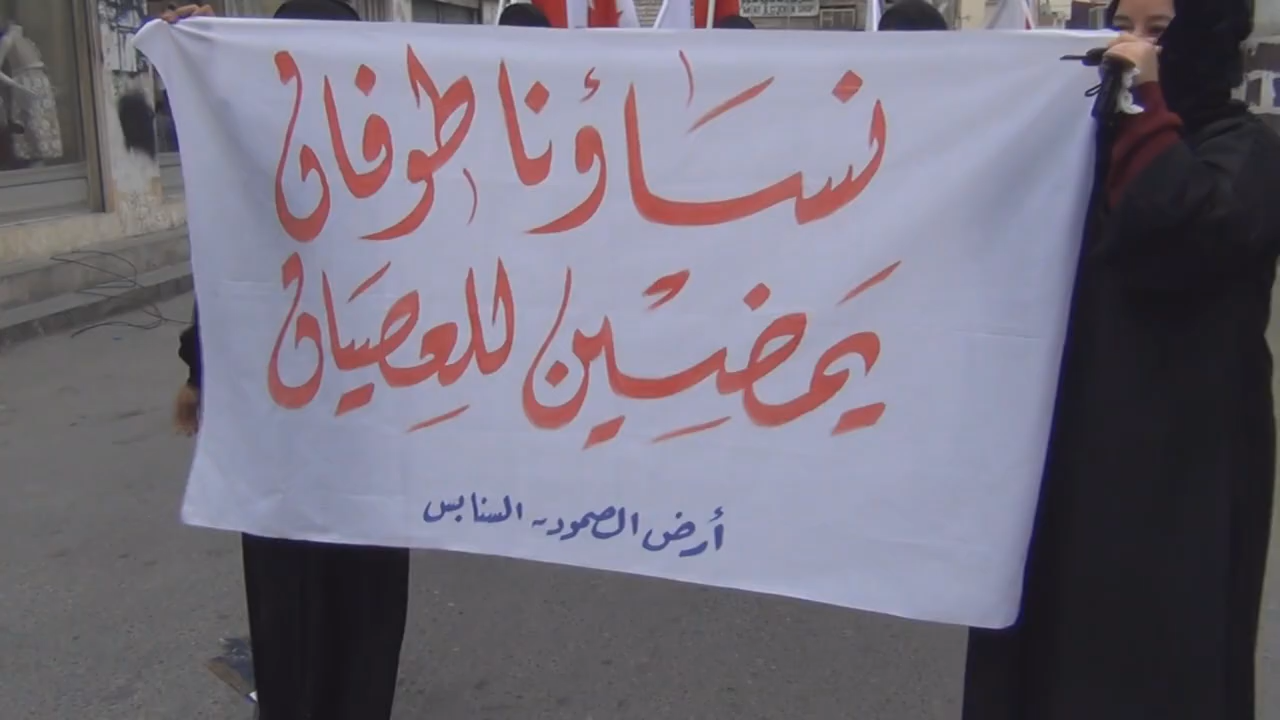 نساؤنا طوفان
يمضين للعصيان
أرض الصمود - السنابس